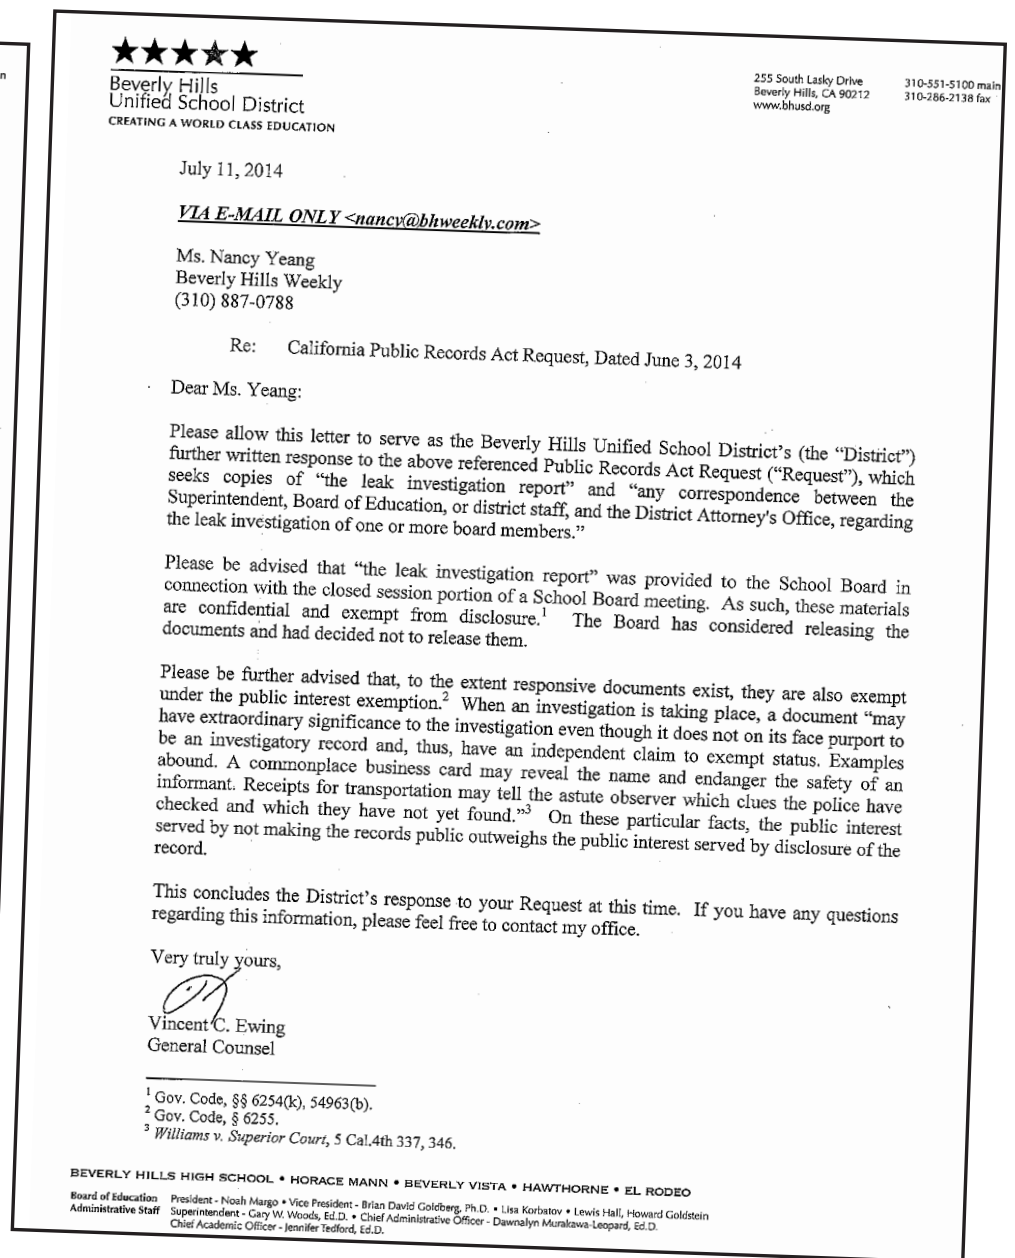 n
★★★★★
Beverly Hills
Unified School District
CREATING A WORLD CLASS EDUCATION
255 South Lasky Drive
Beverly Hills, CA 90212
www.bhusd.org
310-551-5100 main
310-286-2138 fax
July 11, 2014
VIA E-MAIL ONLY <nancy@bhweekly.com>
Ms. Nancy Yeang
Beverly Hills Weekly
(310) 887-0788
Re: California Public Records Act Request, Dated June 3, 2014
Dear Ms. Yeang:
Please allow this letter to serve as the Beverly Hills Unified School District's (the “District”)
further written response to the above referenced Public Records Act Request (“Request”), which
seeks copies of “the leak investigation report” and “any correspondence between the
Superintendent, Board of Education, or district staff, and the District Attorney's Office, regarding
the leak investigation of one or more board members.”
Please be advised that “the leak investigation report” was provided to the School Board in
connection with the closed session portion of a School Board meeting. As such, these materials
are confidential and exempt from disclosure.1 The Board has considered releasing the
documents and had decided not to release them.
Please be further advised that, to the extent responsive documents exist, they are also exempt
under the public interest exemption.2 When an investigation is taking place, a document “may
have extraordinary significance to the investigation even though it does not on its face purport to
be an investigatory record and, thus, have an independent claim to exempt status. Examples
abound. A commonplace business card may reveal the name and endanger the safety of an
informant. Receipts for transportation may tell the astute observer which clues the police have
checked and which they have not yet found.”3 On these particular facts, the public interest
served by not making the records public outweighs the public interest served by disclosure of the
record.
This concludes the District's response to your Request at this time. If you have any questions
regarding this information, please feel free to contact my office.
Very truly yours,
Vincent C. Ewing
General Counsel
1 Gov. Code, §§ 6254(k), 54963(b).
2 Gov. Code, § 6255.
3 Williams v. Superior Court, 5 Cal.4th 337, 346.
BEVERLY HILLS HIGH SCHOOL • HORACE MANN • BEVERLY VISTA • HAWTHORNE • EL RODEO
Board of Education President - Noah Margo • Vice President - Brian David Goldberg, Ph.D. • Lisa Korbatov • Lewis Hall, Howard Goldstein
Administrative Staff Superintendent - Gary W. Woods, Ed.D. • Chief Administrative Officer - Dawnalyn Murakawa-Leopard, Ed.D.
Chief Academic Officer - Jennifer Tedford, Ed.D.